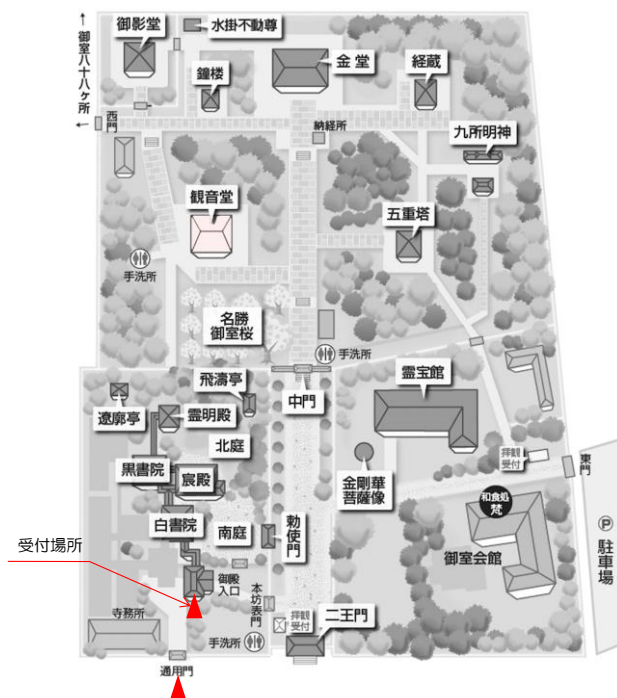 ←御室八十八ヶ所
御影堂
水掛不動尊
鐘楼
金堂
経蔵
西門
←
納経所
九所明神
観音堂
五重塔
手洗所
名勝
御室桜
手洗所
中門
飛濤亭
遼廓亭
霊明殿
霊宝館
北庭
黒書院
宸殿
金剛華
菩薩像
拝観
受付
東門
和食処
梵
白書院
南庭
勅使門
御室会館
P
駐車場
受付場所
御殿
入口
本坊表門
拝観
受付
二王門
寺務所
手洗所
通用門